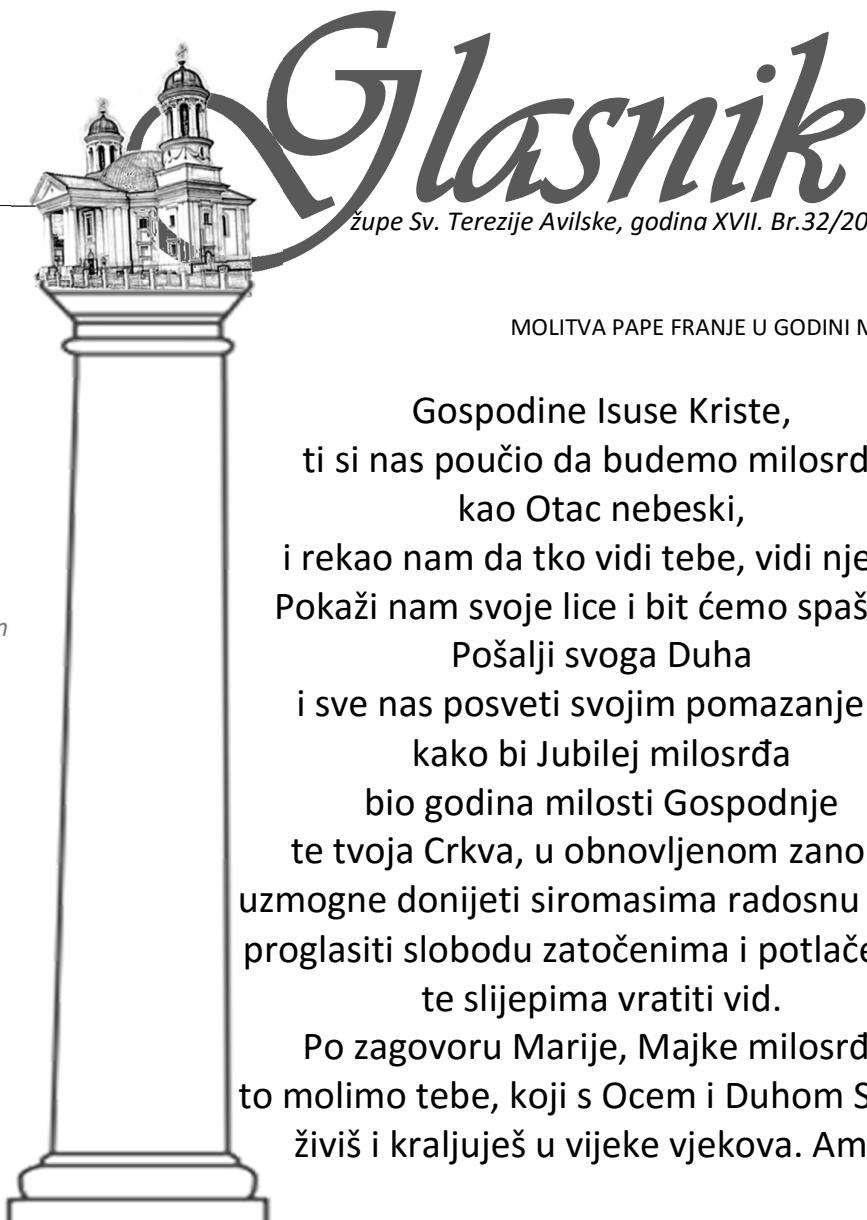 Glasnik
župe Sv. Terezije Avilske, godina XVII. Br.32/20
MOLITVA PAPE FRANJE U GODINI
Gospodine Isuse Kriste,
ti si nas poučio da budemo milosrd
kao Otac nebeski,
i rekao nam da tko vidi tebe, vidi nje
Pokaži nam svoje lice i bit ćemo spaš
Pošalji svoga Duha
i sve nas posveti svojim pomazanje
kako bi Jubilej milosrđa
bio godina milosti Gospodnje
te tvoja Crkva, u obnovljenom zano
uzmogne donijeti siromasima radosnu
proglasiti slobodu zatočenima i potlače
te slijepima vratiti vid.
Po zagovoru Marije, Majke milosrđ
to molimo tebe, koji s Ocem i Duhom S
živiš i kraljuješ u vijeke vjekova. Am